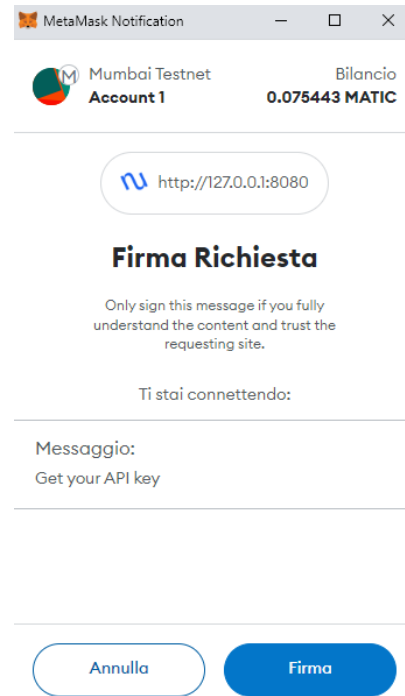 MetaMask Notification
M Mumbai Testnet Bilancio
Account 1 0.075443 MATIC
http://127.0.0.1:8080
Firma Richiesta
Only sign this message if you fully
understand the content and trust the
requesting site.
Ti stai connettendo:
Messaggio:
Get your API key
Annulla Firma